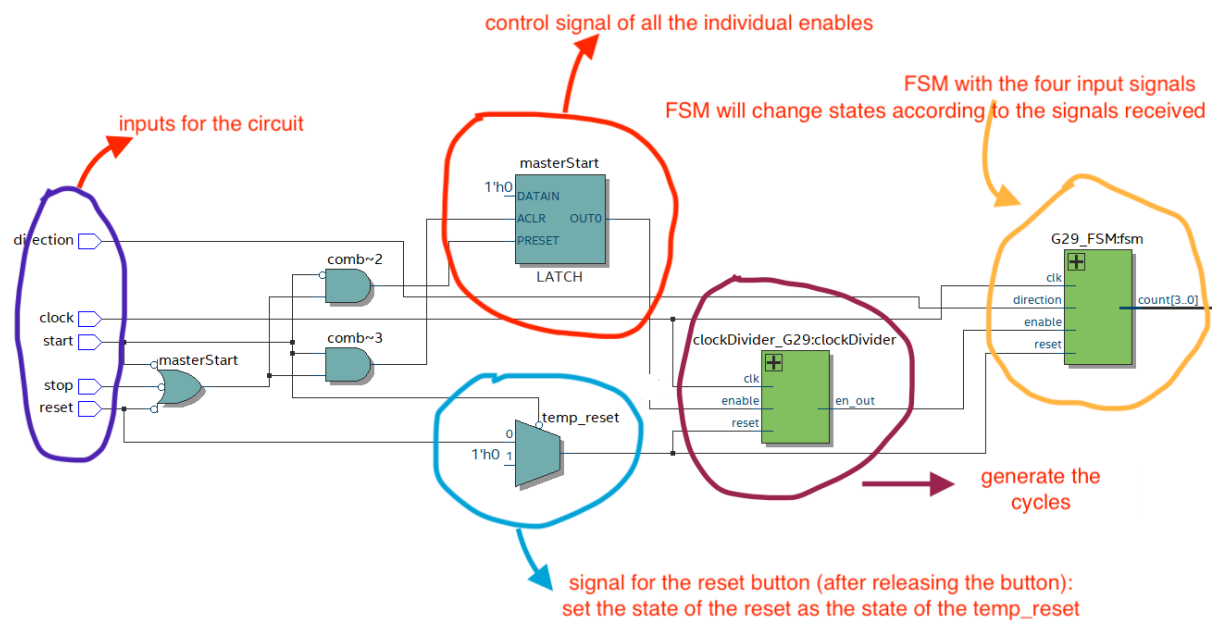 control signal of all the individual enables
FSM with the four input signals
FSM will change states according to the signals received
inputs for the circuit
masterStart
1'h0
DATAIN
ACLR
OUT0
PRESET
LATCH
direction
clock
start
stop
reset
masterStart
comb~2
comb~3
temp_reset
0
1'h0
1
clockDivider_G29:clockDivider
clk
enable
en_out
reset
G29_FSM:fsm
clk
direction
count[3..0]
enable
reset
generate the
cycles
signal for the reset button (after releasing the button):
set the state of the reset as the state of the temp_reset